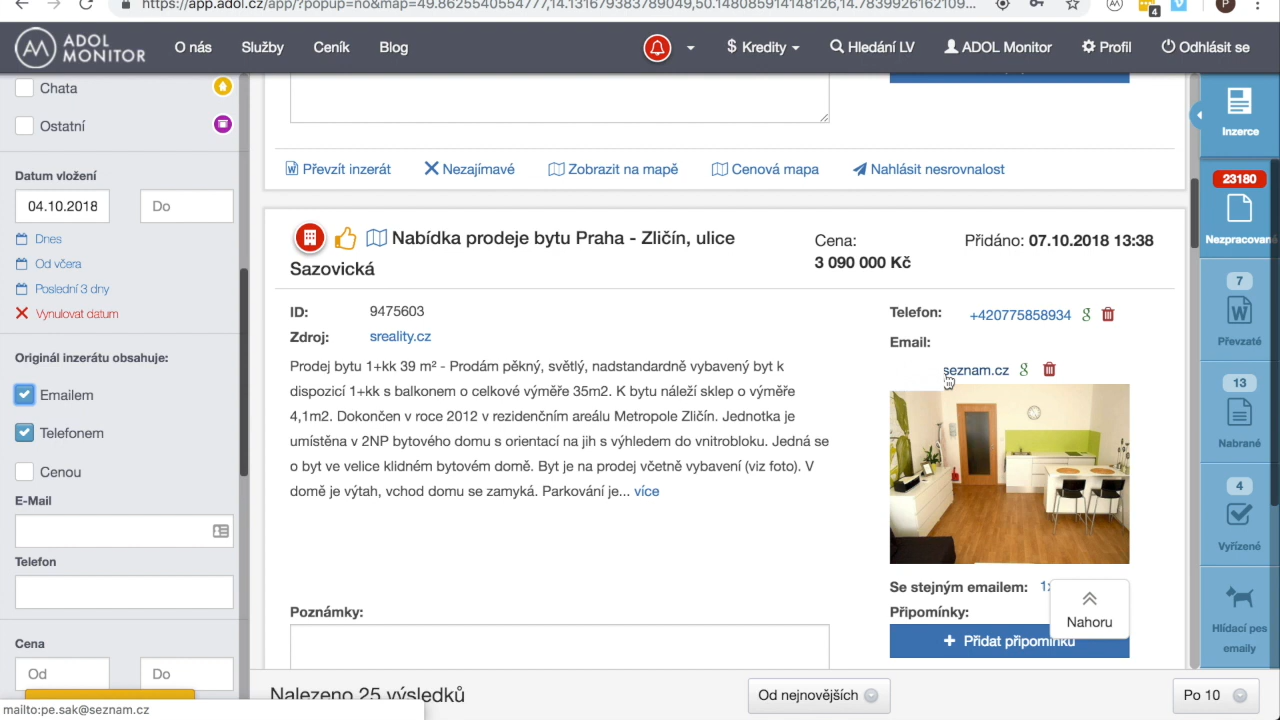 https://app.adol.cz/app/?popup=no&map=49.8625540554777,14.131679383789049,50.148085914148126,14.7839926162109...
4
P
ADOL
MONITOR
O nás
Služby
Ceník
Blog
$ Kredity
Hledání LV
ADOL Monitor
Profil
Odhlásit se
Chata
Ostatní
Datum vložení
04.10.2018
Do
Dnes
Od včera
Poslední 3 dny
Vynulovat datum
Originál inzerátu obsahuje:
Emailem
Telefonem
Cenou
E-Mail
Telefon
Cena
Od
Do
mailto:pe.sak@seznam.cz
Převzít inzerát
Nezajímavé
Zobrazit na mapě
Cenová mapa
Nahlásit nesrovnalost
Nabídka prodeje bytu Praha - Zličín, ulice
Sazovická
Cena:
3 090 000 Kč
Přidáno: 07.10.2018 13:38
ID: 9475603
Zdroj: sreality.cz
Prodej bytu 1+kk 39 m² - Prodám pěkný, světlý, nadstandardně vybavený byt k
dispozici 1+kk s balkonem o celkové výměře 35m2. K bytu náleží sklep o výměře
4,1m2. Dokončen v roce 2012 v rezidenčním areálu Metropole Zličín. Jednotka je
umístěna v 2NP bytového domu s orientací na jih s výhledem do vnitrobloku. Jedná se
o byt ve velice klidném bytovém domě. Byt je na prodej včetně vybavení (viz foto). V
domě je výtah, vchod domu se zamyká. Parkování je... více
Telefon: +420775858934 g
Email:
seznam.cz g
Se stejným emailem:
Připomínky:
+ Přidat připomínku
Nahoru
Poznámky:
Nalezeno 25 výsledků
Od nejnovějších
Po 10
Inzerce
23180
Nezpracované
7
Převzaté
13
Nabrané
4
Vyřízené
Hlídací pes
emaily